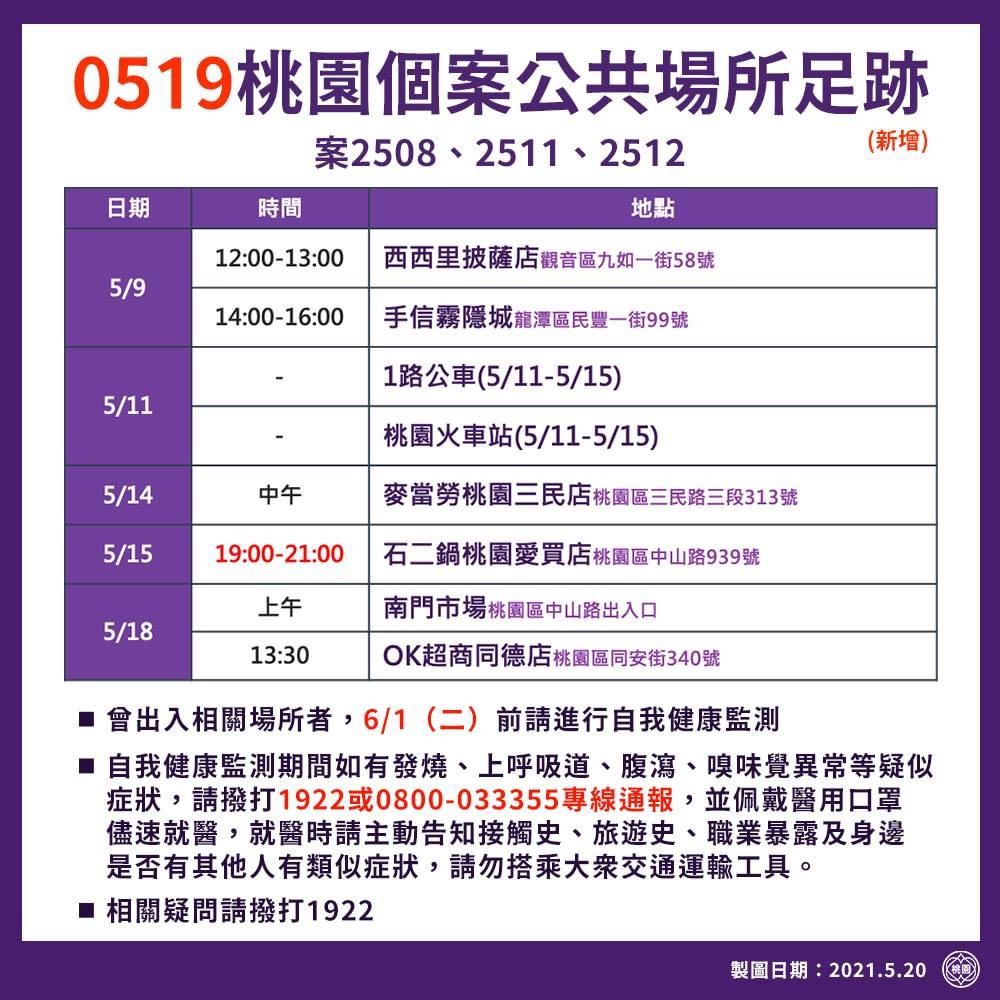 0519桃園個案公共場所足跡
案2508、2511、2512
(新增)
日期 時間 地點
5/9
12:00-13:00 西西里披薩店觀音區九如一街58號
14:00-16:00 手信霧隱城龍潭區民豐一街99號
5/11
- 1路公車(5/11-5/15)
- 桃園火車站(5/11-5/15)
5/14 中午 麥當勞桃園三民店桃園區三民路三段313號
5/15 19:00-21:00 石二鍋桃園愛買店桃園區中山路939號
5/18
上午 南門市場桃園區中山路出入口
13:30 OK超商同德店桃園區同安街340號
■ 曾出入相關場所者，6/1（二）前請進行自我健康監測
■ 自我健康監測期間如有發燒、上呼吸道、腹瀉、嗅味覺異常等疑似
症狀，請撥打1922或0800-033355專線通報，並佩戴醫用口罩
儘速就醫，就醫時請主動告知接觸史、旅遊史、職業暴露及身邊
是否有其他人有類似症狀，請勿搭乘大眾交通運輸工具。
■ 相關疑問請撥打1922
製圖日期：2021.5.20
桃園